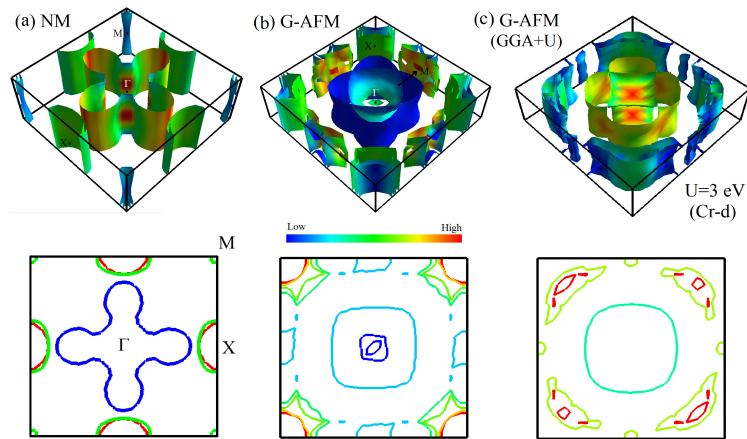 (a) NM
(b) G-AFM
(c) G-AFM
(GGA+U)
M
Γ
X
X
M
Γ
U=3 eV
(Cr-d)
Low
High
M
Γ
X